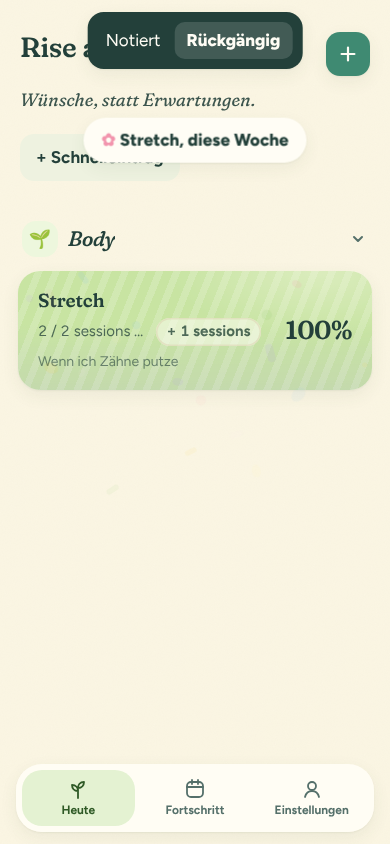 Notiert Rückgängig
Rise
Wünsche, statt Erwartungen.
Stretch, diese Woche
+ Schnelleintrag
Body
Stretch
2 / 2 sessions ... + 1 sessions 100%
Wenn ich Zähne putze
Heute Fortschritt Einstellungen